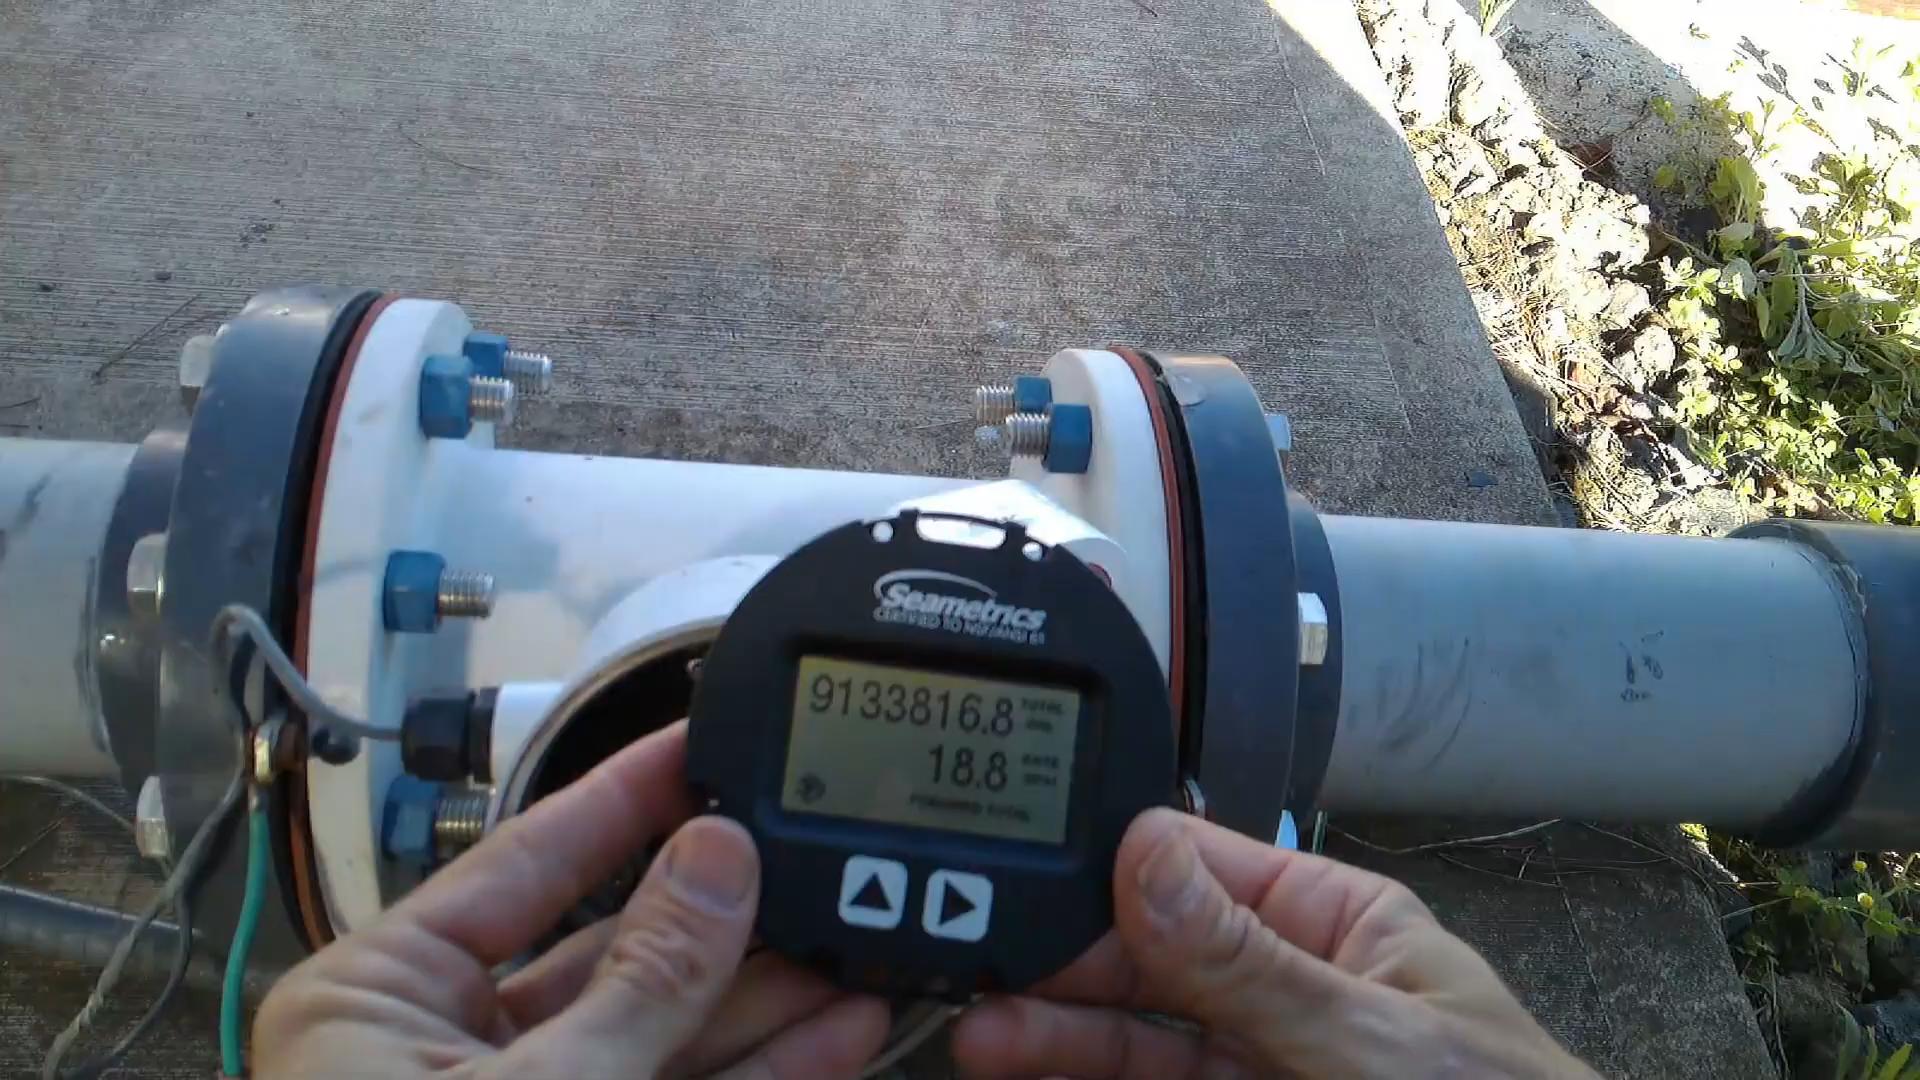 Seametrics
CERTIFIED TO NSF/ANSI 61
9133816.8 TOTAL
18.8 RATE
FORWARD TOTAL